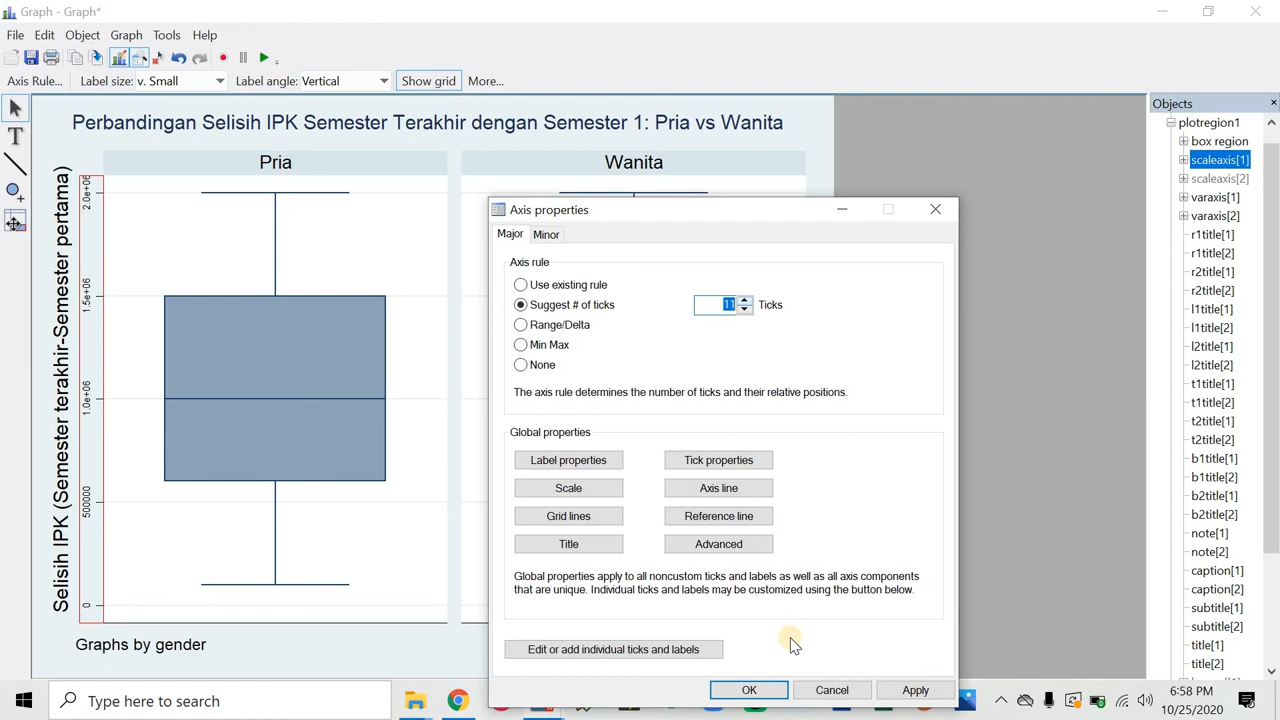 Graph - Graph*
File Edit Object Graph Tools Help
Axis Rule... Label size: v. Small Label angle: Vertical Show grid More...
Objects
plotregion1
box region
scaleaxis[1]
scaleaxis[2]
varaxis[1]
varaxis[2]
r1title[1]
r1title[2]
r2title[1]
r2title[2]
l1title[1]
l1title[2]
l2title[1]
l2title[2]
t1title[1]
t1title[2]
t2title[1]
t2title[2]
b1title[1]
b1title[2]
b2title[1]
b2title[2]
note[1]
note[2]
caption[1]
caption[2]
subtitle[1]
subtitle[2]
title[1]
title[2]
Perbandingan Selisih IPK Semester Terakhir dengan Semester 1: Pria vs Wanita
Pria Wanita
Selisih IPK (Semester terakhir-Semester pertama)
2.0e+06
1.5e+06
1.0e+06
500000
0
Graphs by gender
Axis properties
Major Minor
Axis rule
Use existing rule
Suggest # of ticks 11 Ticks
Range/Delta
Min Max
None
The axis rule determines the number of ticks and their relative positions.
Global properties
Label properties Tick properties
Scale Axis line
Grid lines Reference line
Title Advanced
Global properties apply to all noncustom ticks and labels as well as all axis components
that are unique. Individual ticks and labels may be customized using the button below.
Edit or add individual ticks and labels
OK Cancel Apply
Type here to search
6:58 PM
10/25/2020